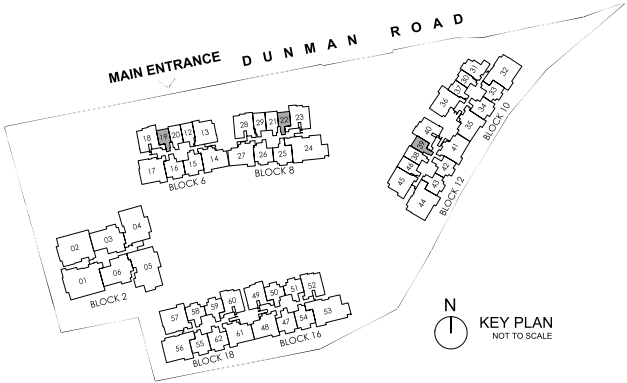 DUNMAN ROAD
MAIN ENTRANCE
18 19 20 12 13
17 16 15 14
BLOCK 6
28 29 21 22 23
27 26 25 24
BLOCK 8
31 32
30
37 33
36 34
35
BLOCK 10
40
39 41
38
46 42
45 43
44
BLOCK 12
02 03 04
01 06 05
BLOCK 2
57 58 59 60
56 55 62 61
BLOCK 18
49 50 51 52
48 47 54 53
BLOCK 16
N
KEY PLAN
NOT TO SCALE